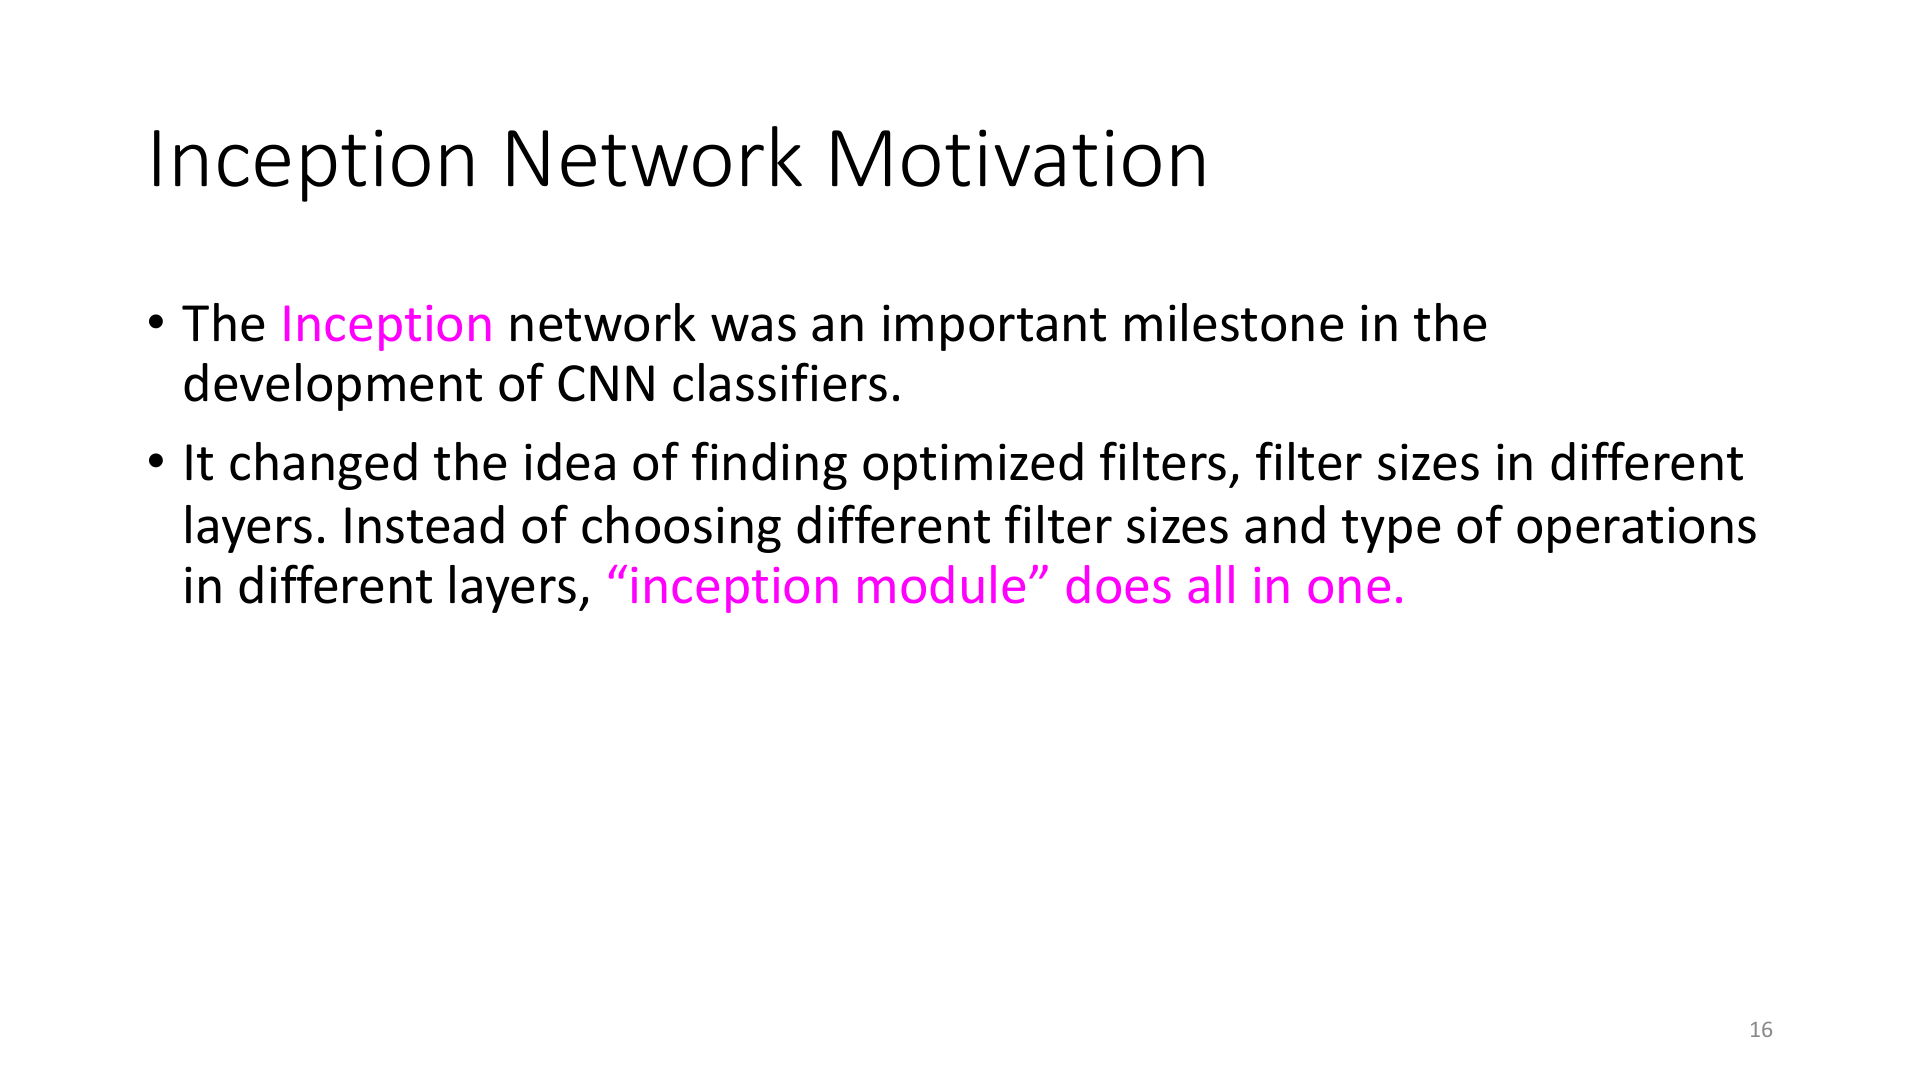 Inception Network Motivation
• The Inception network was an important milestone in the
development of CNN classifiers.
• It changed the idea of finding optimized filters, filter sizes in different
layers. Instead of choosing different filter sizes and type of operations
in different layers, “inception module” does all in one.
16